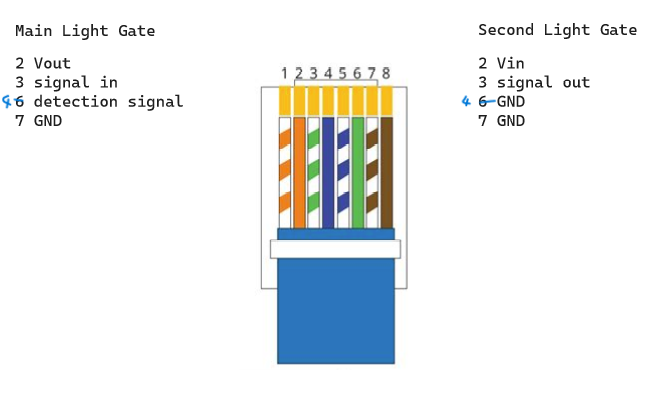 Main Light Gate
2 Vout
3 signal in
4 6 detection signal
7 GND
1 2 3 4 5 6 7 8
Second Light Gate
2 Vin
3 signal out
4 6 GND
7 GND